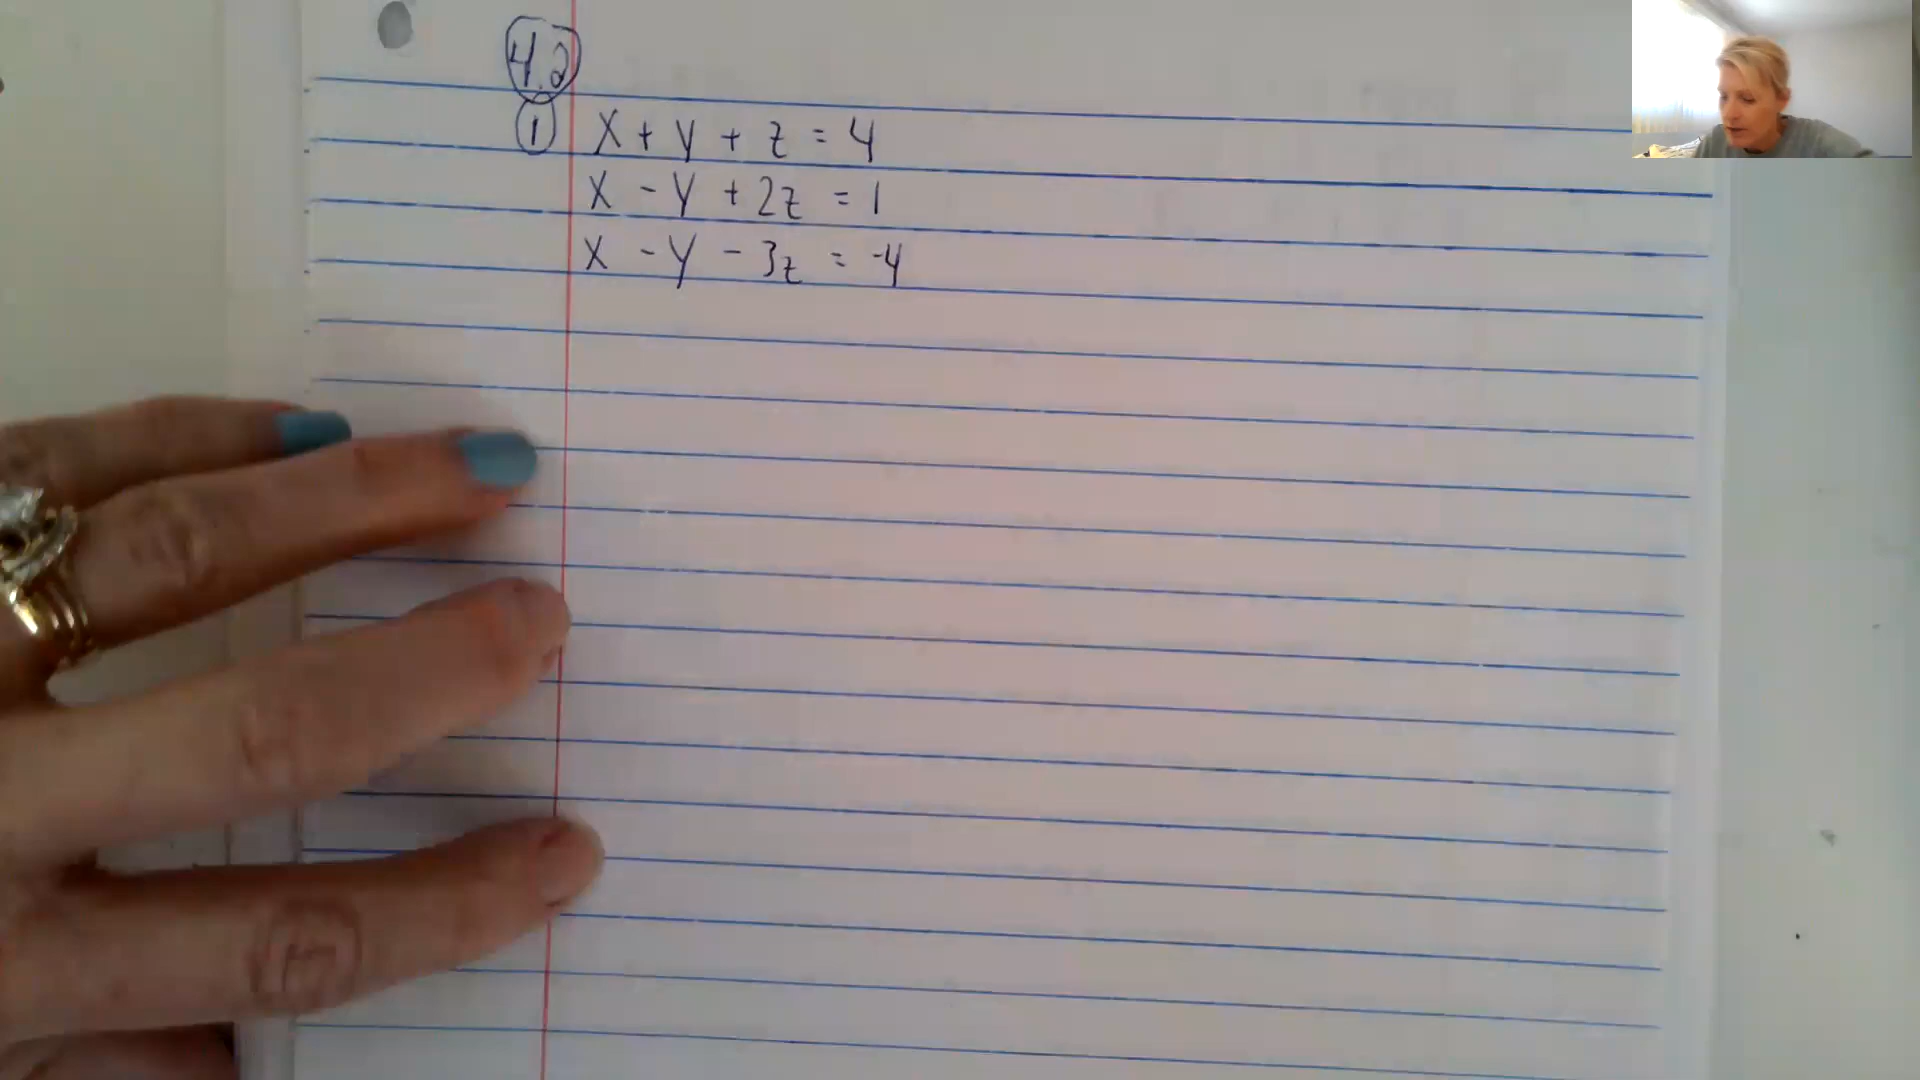 4.2
1 X + Y + Z = 4
X - Y + 2Z = 1
X - Y - 3Z = -4